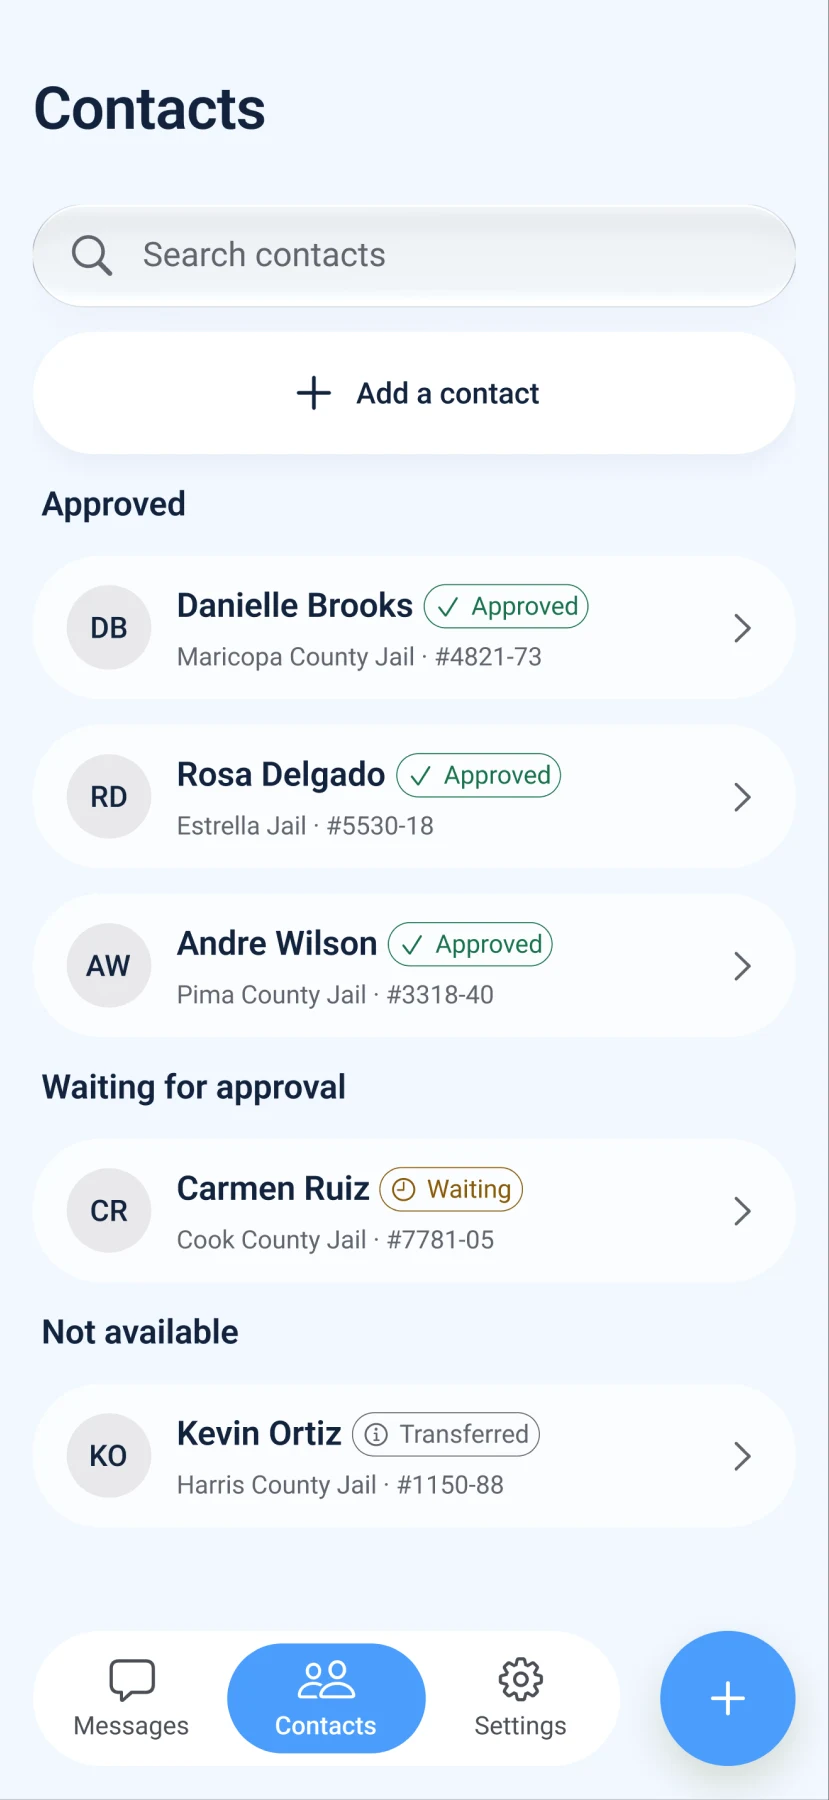 Contacts
Search contacts
Add a contact
Approved
DB
Danielle Brooks Approved
Maricopa County Jail · #4821-73
RD
Rosa Delgado Approved
Estrella Jail · #5530-18
AW
Andre Wilson Approved
Pima County Jail · #3318-40
Waiting for approval
CR
Carmen Ruiz Waiting
Cook County Jail · #7781-05
Not available
KO
Kevin Ortiz Transferred
Harris County Jail · #1150-88
Messages
Contacts
Settings